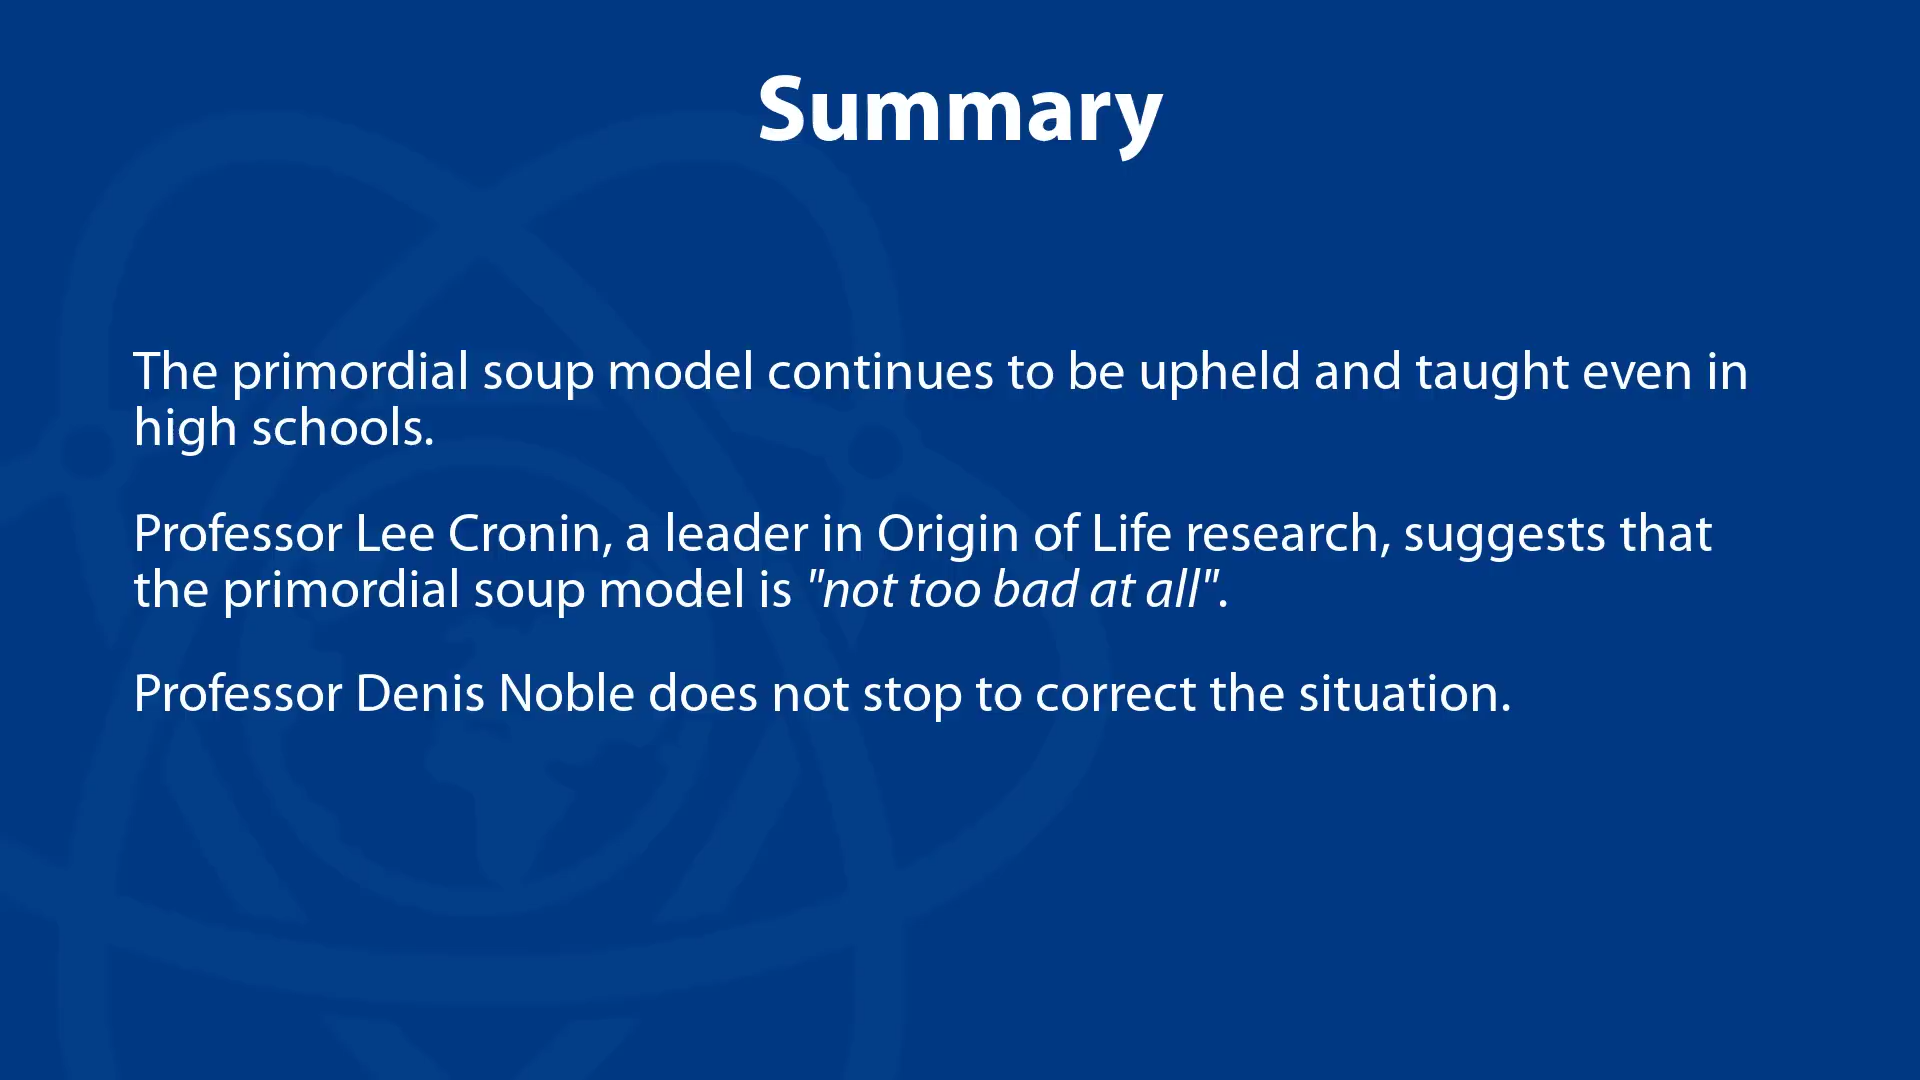 Summary
The primordial soup model continues to be upheld and taught even in
high schools.
Professor Lee Cronin, a leader in Origin of Life research, suggests that
the primordial soup model is "not too bad at all".
Professor Denis Noble does not stop to correct the situation.